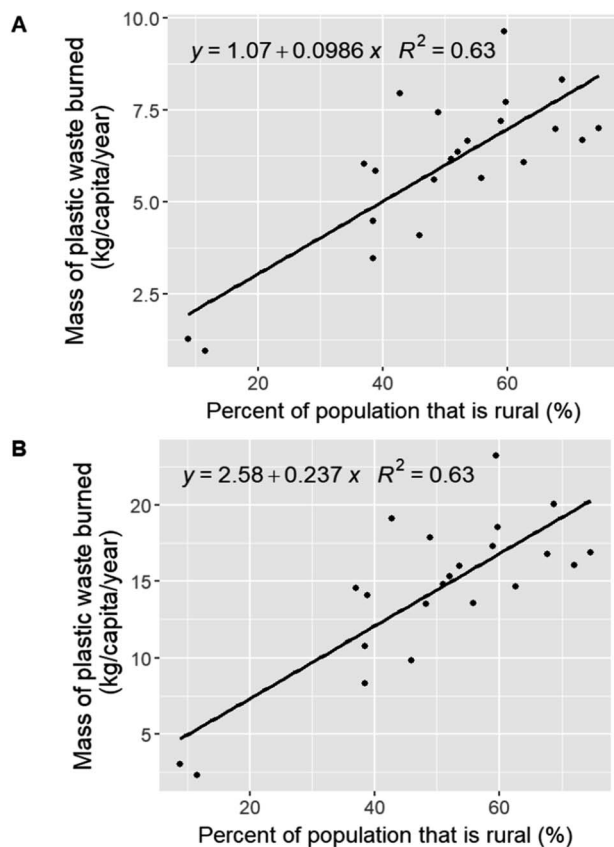 A
y = 1.07 + 0.0986 x R² = 0.63
10.0
7.5
5.0
2.5
Mass of plastic waste burned
(kg/capita/year)
20 40 60
Percent of population that is rural (%)
B
y = 2.58 + 0.237 x R² = 0.63
20
15
10
5
Mass of plastic waste burned
(kg/capita/year)
20 40 60
Percent of population that is rural (%)